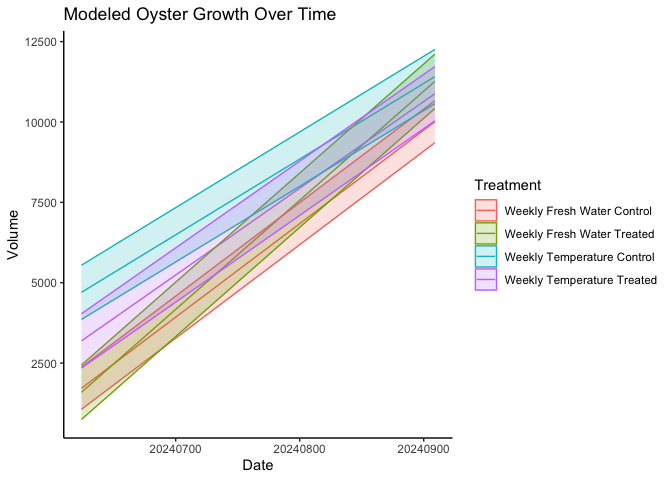 Modeled Oyster Growth Over Time
12500
10000
7500
5000
2500
Volume
20240700 20240800 20240900
Date
Treatment
Weekly Fresh Water Control
Weekly Fresh Water Treated
Weekly Temperature Control
Weekly Temperature Treated